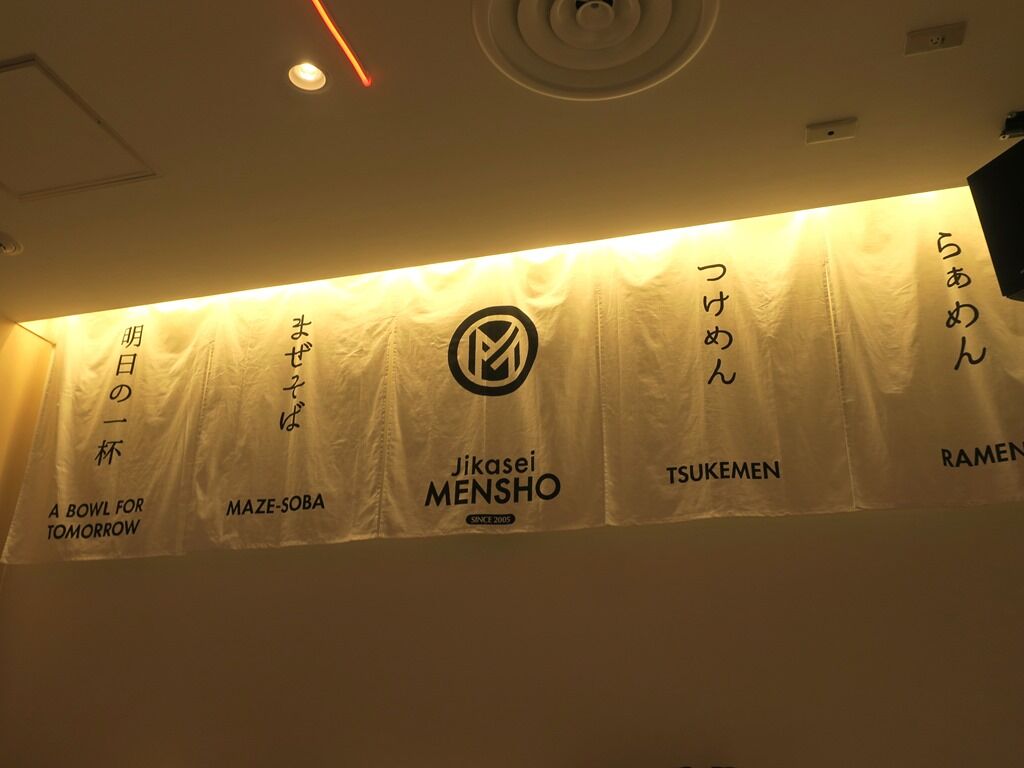 明日の一杯
A BOWL FOR
TOMORROW
まぜそば
MAZE-SOBA
Jikasei
MENSHO
SINCE 2005
つけめん
TSUKEMEN
らぁめん
RAMEN